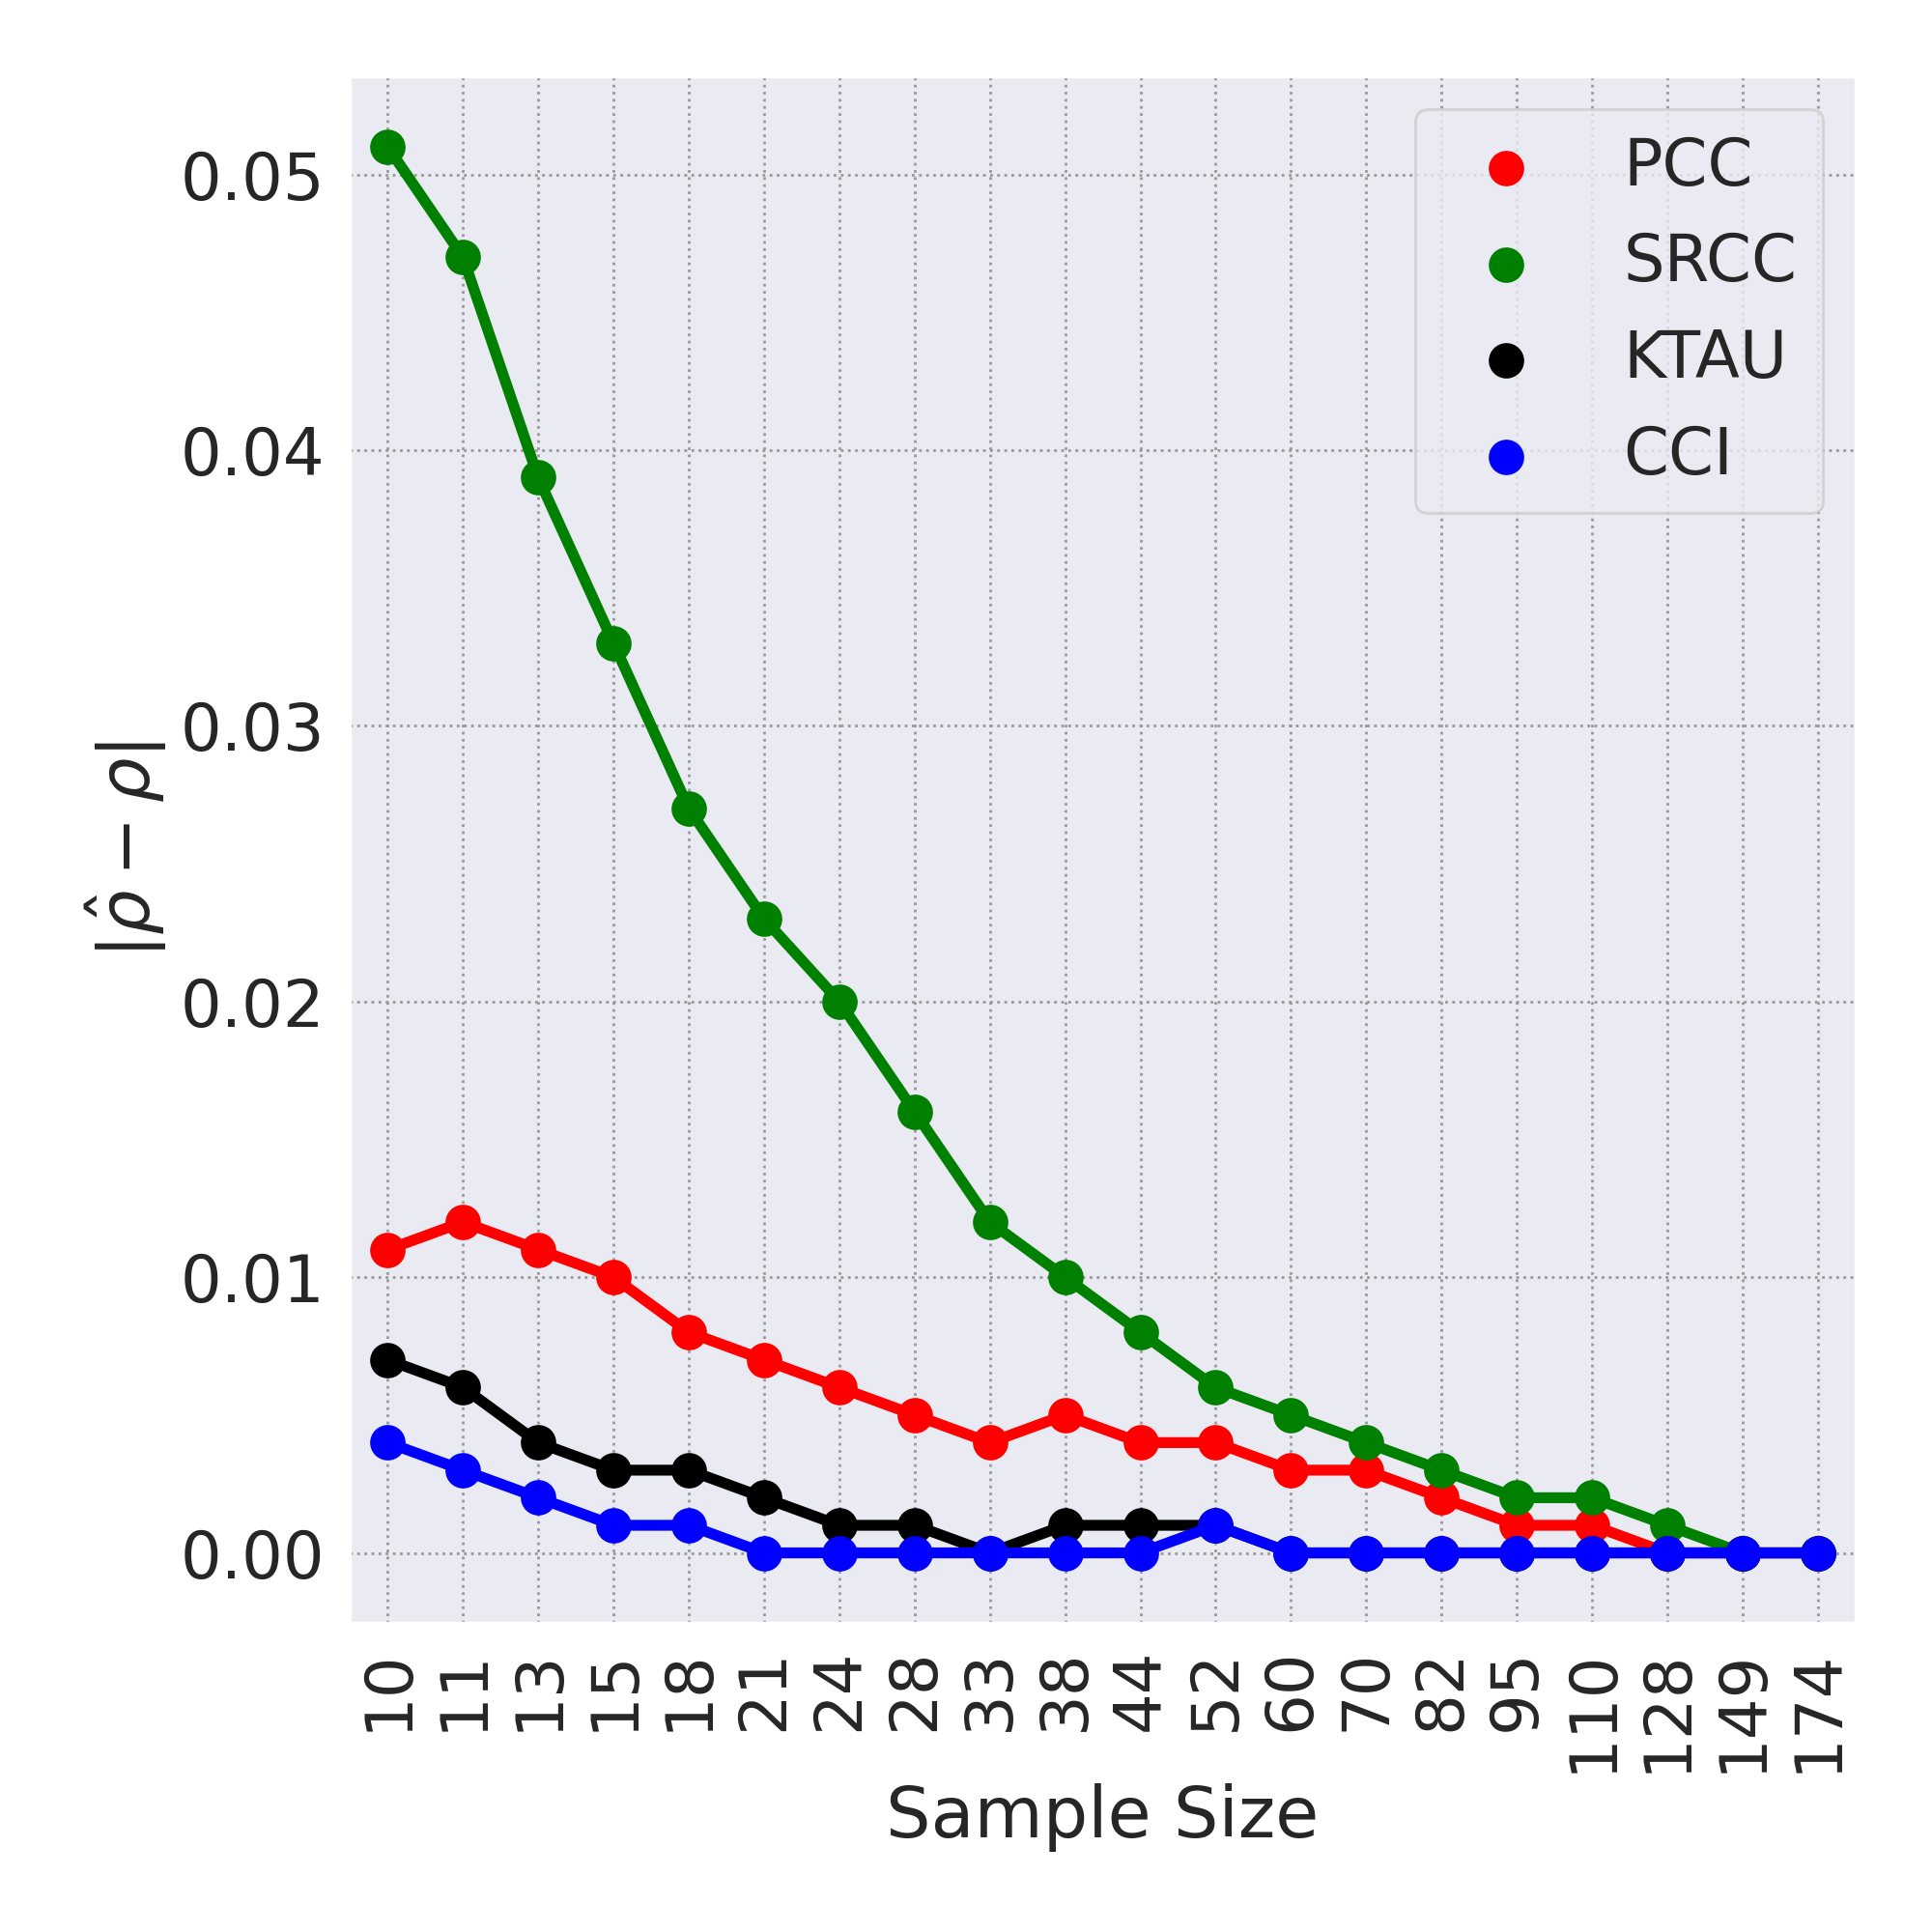 PCC
SRCC
KTAU
CCI
0.05
0.04
0.03
0.02
0.01
0.00
|ρ̂ − ρ|
10 11 13 15 18 21 24 28 33 38 44 52 60 70 82 95 110 128 149 174
Sample Size